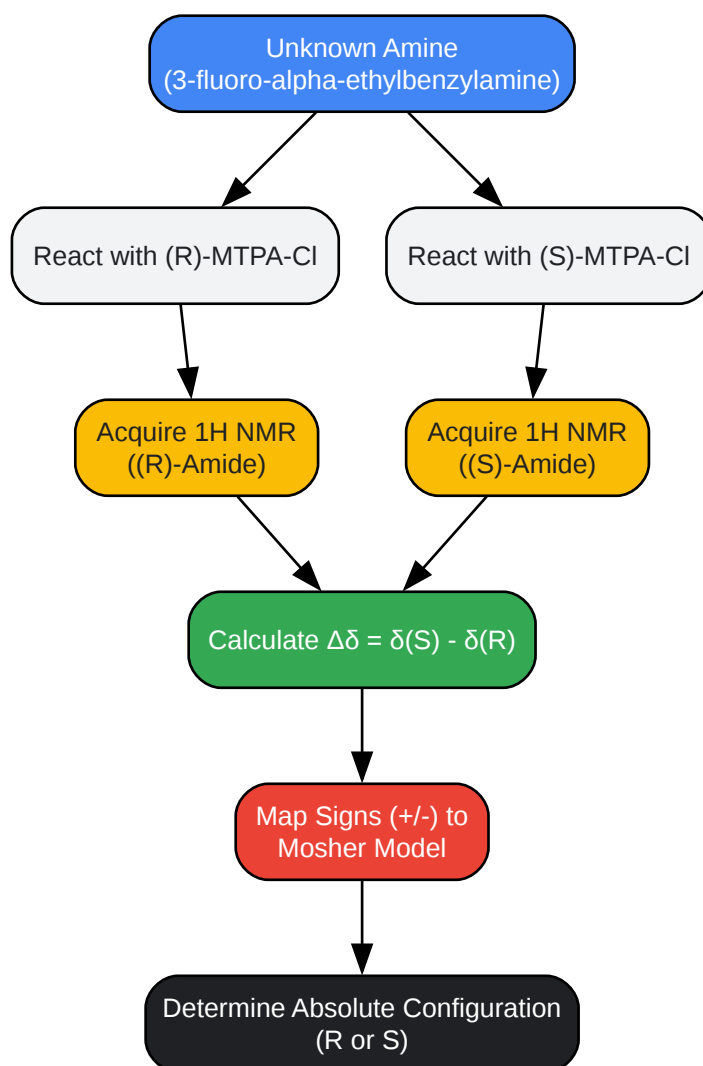 Unknown Amine
(3-fluoro-alpha-ethylbenzylamine)
React with (R)-MTPA-Cl
React with (S)-MTPA-Cl
Acquire 1H NMR
((R)-Amide)
Acquire 1H NMR
((S)-Amide)
Calculate Δδ = δ(S) - δ(R)
Map Signs (+/-) to
Mosher Model
Determine Absolute Configuration
(R or S)